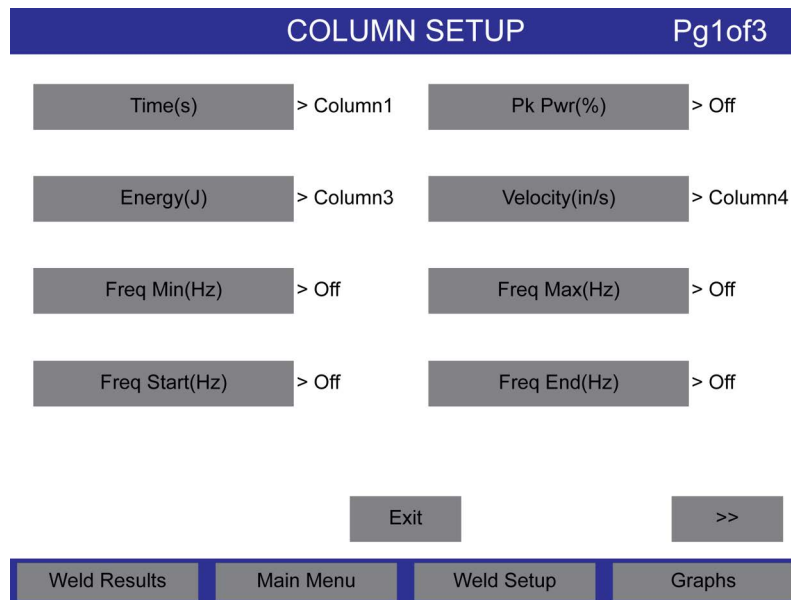 COLUMN SETUP Pg1of3
Time(s) > Column1 Pk Pwr(%) > Off
Energy(J) > Column3 Velocity(in/s) > Column4
Freq Min(Hz) > Off Freq Max(Hz) > Off
Freq Start(Hz) > Off Freq End(Hz) > Off
Exit >>
Weld Results Main Menu Weld Setup Graphs